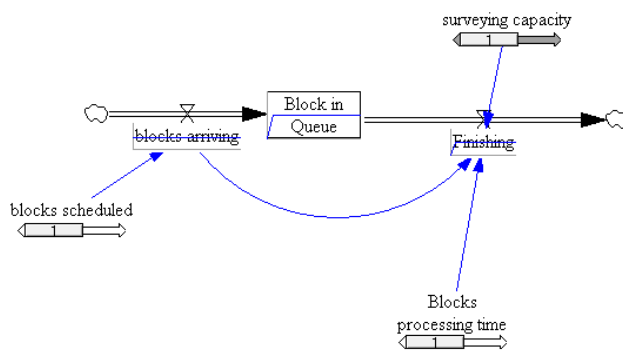 surveying capacity
1
Block in
Queue
blocks arriving
Finishing
blocks scheduled
1
Blocks
processing time
1